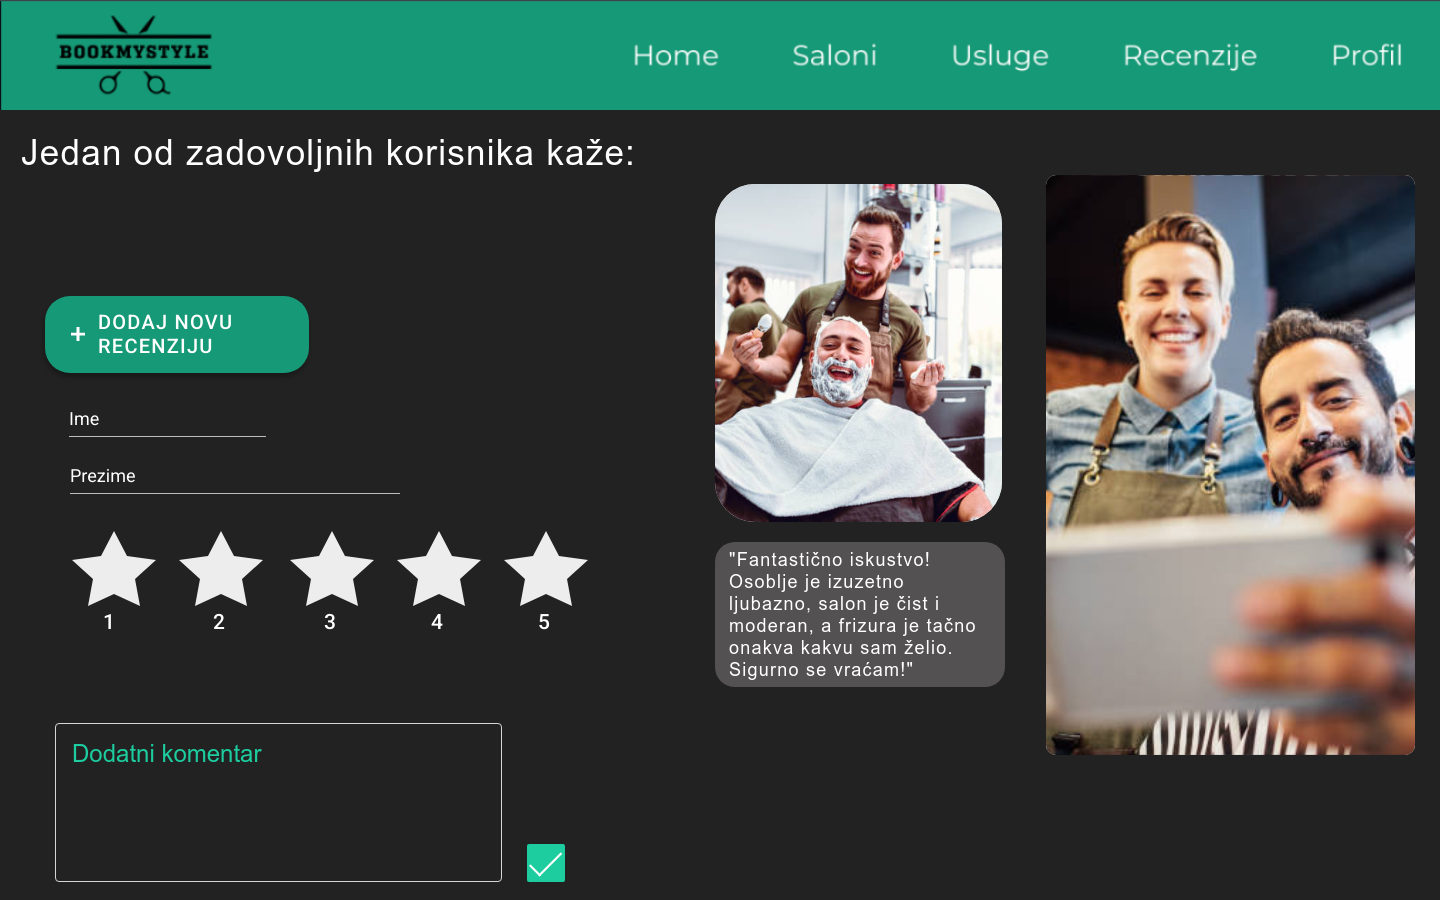 BOOKMYSTYLE
Home
Saloni
Usluge
Recenzije
Profil
Jedan od zadovoljnih korisnika kaže:
+ DODAJ NOVU
RECENZIJU
Ime
Prezime
1
2
3
4
5
"Fantastično iskustvo!
Osoblje je izuzetno
ljubazno, salon je čist i
moderan, a frizura je tačno
onakva kakvu sam želio.
Sigurno se vraćam!"
Dodatni komentar